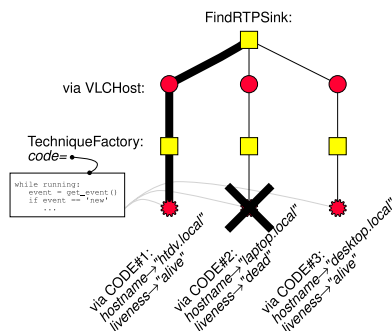 FindRTPSink:
via VLCHost:
TechniqueFactory:
code=
while running:
event = get_event()
if event == 'new'
...
via CODE#1:
hostname→"htdv.local"
liveness→"alive"
via CODE#2:
hostname→"laptop.local"
liveness→"dead"
via CODE#3:
hostname→"desktop.local"
liveness→"alive"